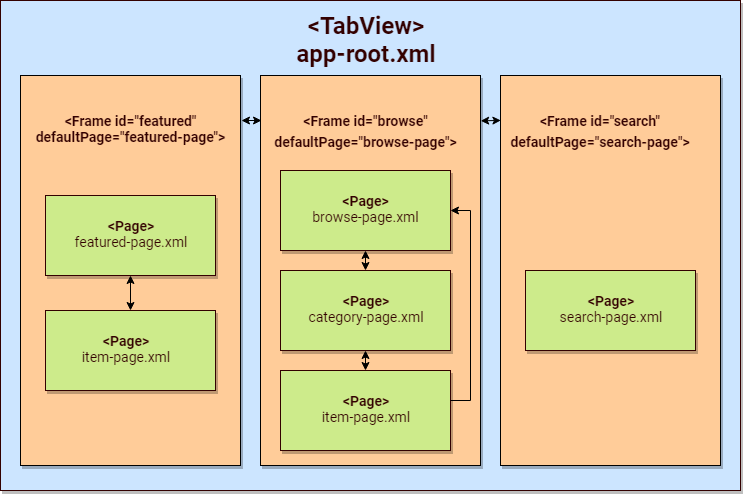 <TabView>
app-root.xml
<Frame id="featured"
defaultPage="featured-page">
<Page>
featured-page.xml
<Page>
item-page.xml
<Frame id="browse"
defaultPage="browse-page">
<Page>
browse-page.xml
<Page>
category-page.xml
<Page>
item-page.xml
<Frame id="search"
defaultPage="search-page">
<Page>
search-page.xml